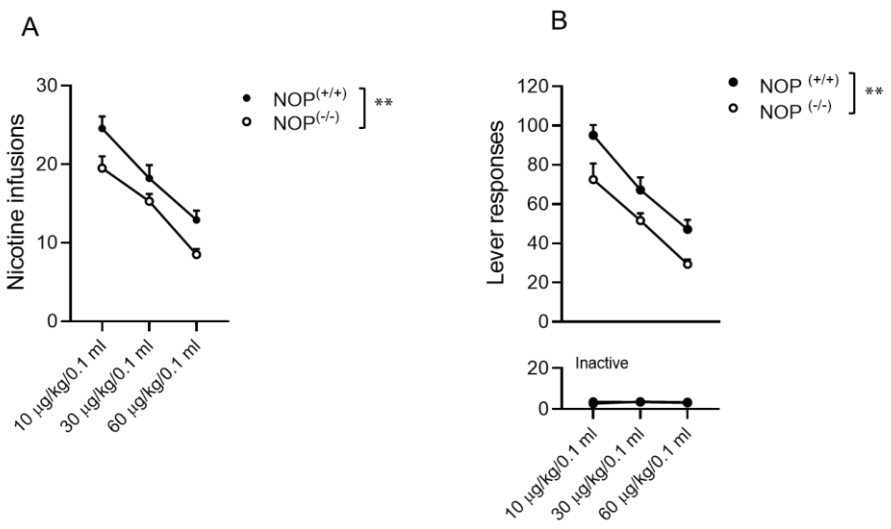 A
Nicotine infusions
30
20
10
0
10 µg/kg/0.1 ml
30 µg/kg/0.1 ml
60 µg/kg/0.1 ml
NOP(+/+)
NOP(-/-)
**
B
Lever responses
120
100
80
60
40
20
0
NOP (+/+)
NOP (-/-)
**
20
0
Inactive
10 µg/kg/0.1 ml
30 µg/kg/0.1 ml
60 µg/kg/0.1 ml